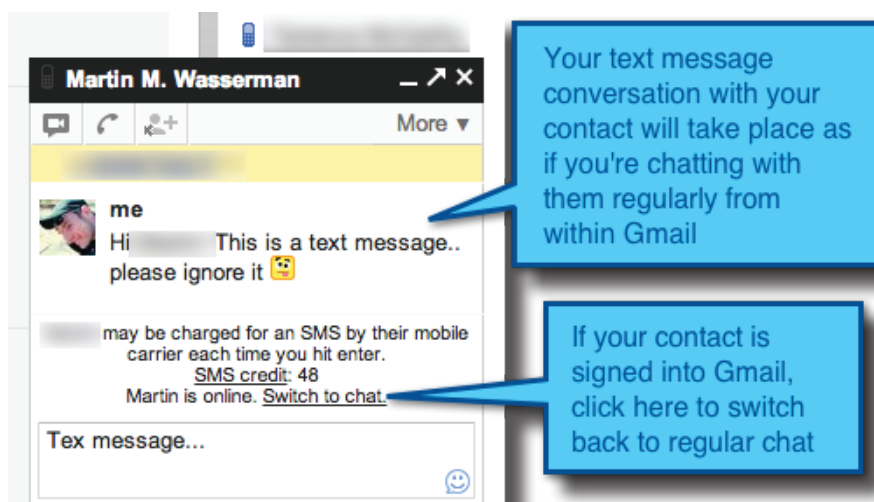 Martin M. Wasserman
More ▼
me
Hi This is a text message..
please ignore it
may be charged for an SMS by their mobile
carrier each time you hit enter.
SMS credit: 48
Martin is online. Switch to chat.
Tex message...
Your text message
conversation with your
contact will take place as
if you're chatting with
them regularly from
within Gmail
If your contact is
signed into Gmail,
click here to switch
back to regular chat